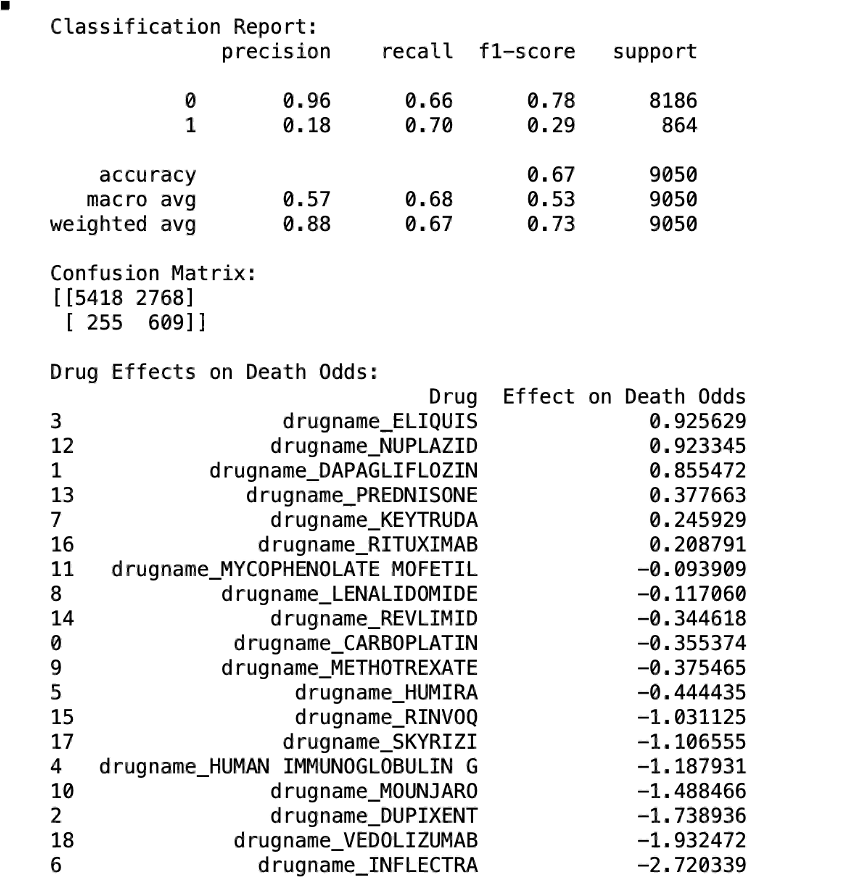 Classification Report:
              precision    recall  f1-score   support

           0       0.96      0.66      0.78      8186
           1       0.18      0.70      0.29       864

    accuracy                           0.67      9050
   macro avg       0.57      0.68      0.53      9050
weighted avg       0.88      0.67      0.73      9050

Confusion Matrix:
[[5418 2768]
 [ 255  609]]

Drug Effects on Death Odds:
                               Drug  Effect on Death Odds
3                  drugname_ELIQUIS              0.925629
12                drugname_NUPLAZID              0.923345
1            drugname_DAPAGLIFLOZIN              0.855472
13              drugname_PREDNISONE              0.377663
7                 drugname_KEYTRUDA              0.245929
16               drugname_RITUXIMAB              0.208791
11   drugname_MYCOPHENOLATE MOFETIL             -0.093909
8             drugname_LENALIDOMIDE             -0.117060
14                drugname_REVLIMID             -0.344618
0              drugname_CARBOPLATIN             -0.355374
9             drugname_METHOTREXATE             -0.375465
5                   drugname_HUMIRA             -0.444435
15                  drugname_RINVOQ             -1.031125
17                 drugname_SKYRIZI             -1.106555
4   drugname_HUMAN IMMUNOGLOBULIN G             -1.187931
10                drugname_MOUNJARO             -1.488466
2                 drugname_DUPIXENT             -1.738936
18             drugname_VEDOLIZUMAB             -1.932472
6                drugname_INFLECTRA             -2.720339